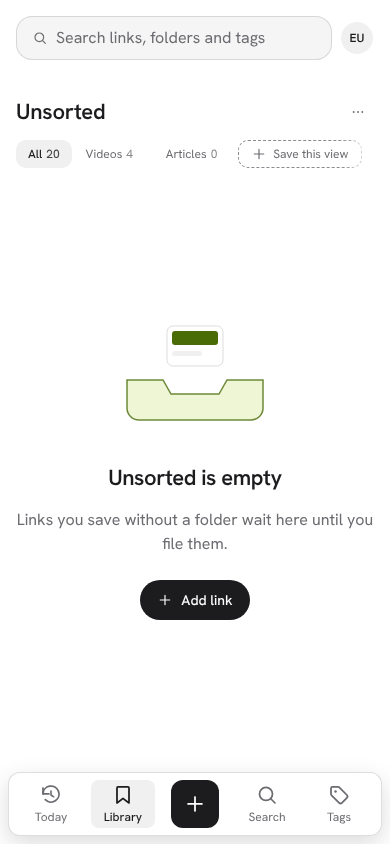 Search links, folders and tags
EU
Unsorted
All 20
Videos 4
Articles 0
Save this view
Unsorted is empty
Links you save without a folder wait here until you
file them.
Add link
Today
Library
Search
Tags